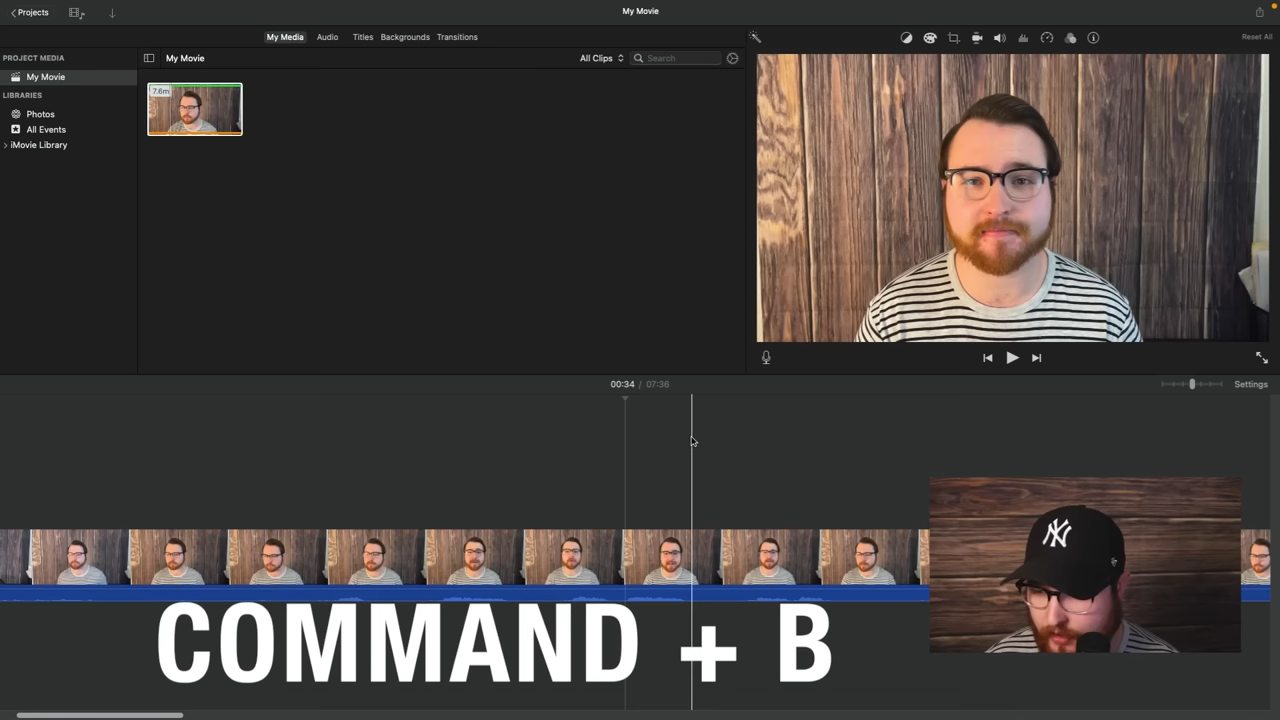 Projects
My Movie
My Media
Audio
Titles
Backgrounds
Transitions
Reset All
PROJECT MEDIA
My Movie
LIBRARIES
Photos
All Events
iMovie Library
My Movie
All Clips
Search
7.6m
00:34 / 07:36
Settings
NY
COMMAND + B